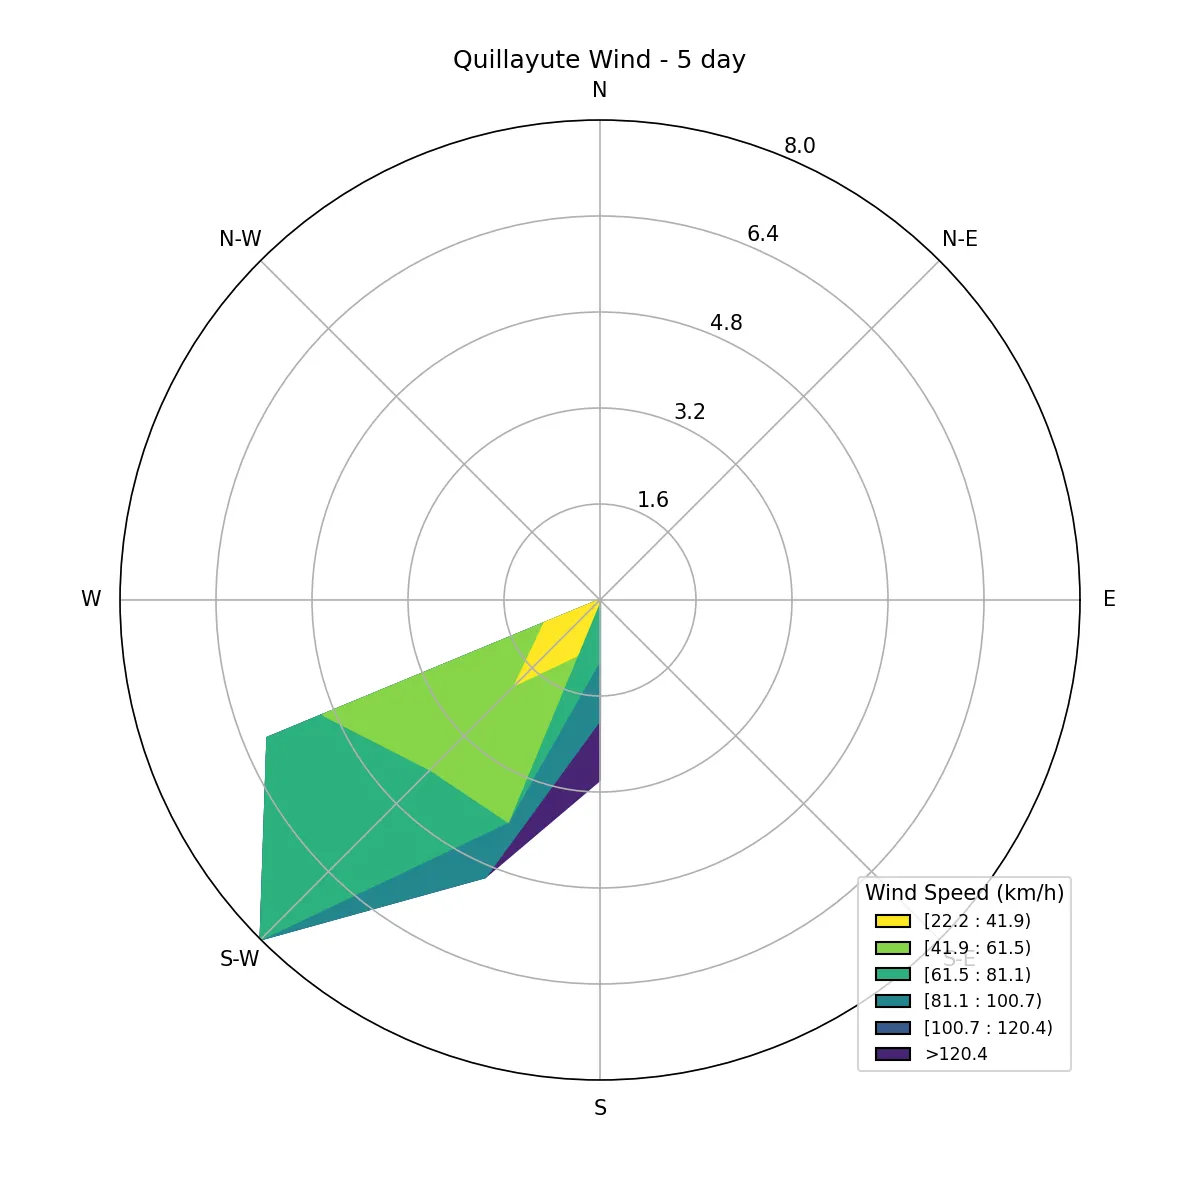 Quillayute Wind - 5 day
N
8.0
N-W
6.4
N-E
4.8
3.2
1.6
W
E
Wind Speed (km/h)
[22.2 : 41.9)
[41.9 : 61.5)
S-W
S-E
[61.5 : 81.1)
[81.1 : 100.7)
[100.7 : 120.4)
>120.4
S